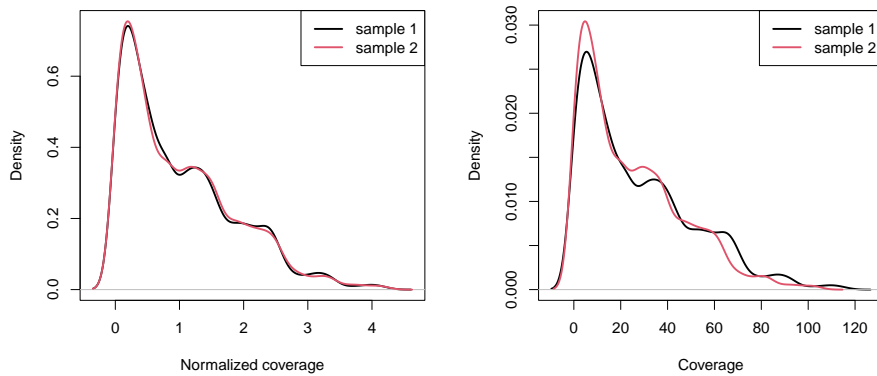 sample 1
sample 2
Density
0.0
0.2
0.4
0.6
0 1 2 3 4
Normalized coverage
sample 1
sample 2
Density
0.000
0.010
0.020
0.030
0 20 40 60 80 100 120
Coverage